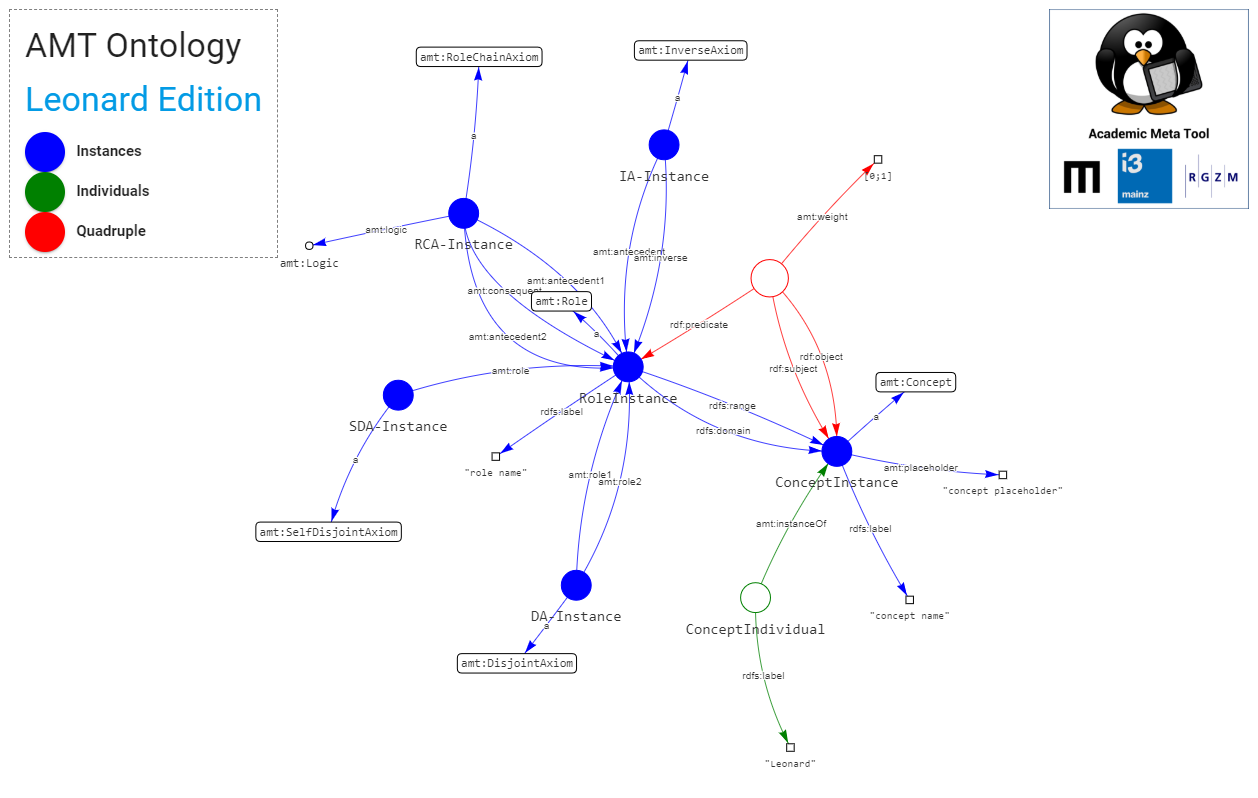 AMT Ontology
Leonard Edition
Instances
Individuals
Quadruple
amt:RoleChainAxiom
amt:InverseAxiom
a
a
IA-Instance
[0;1]
amt:weight
RCA-Instance
amt:logic
amt:Logic
amt:antecedent
amt:inverse
amt:antecedent1
amt:consequent
amt:Role
a
amt:antecedent2
rdf:predicate
rdf:object
rdf:subject
amt:role
RoleInstance
SDA-Instance
amt:Concept
a
rdfs:label
rdfs:range
rdfs:domain
a
"role name"
amt:role1
amt:role2
amt:placeholder
ConceptInstance
"concept placeholder"
amt:SelfDisjointAxiom
amt:instanceOf
rdfs:label
DA-Instance
a
"concept name"
ConceptIndividual
amt:DisjointAxiom
rdfs:label
"Leonard"
Academic Meta Tool
m
i3
mainz
R G Z M